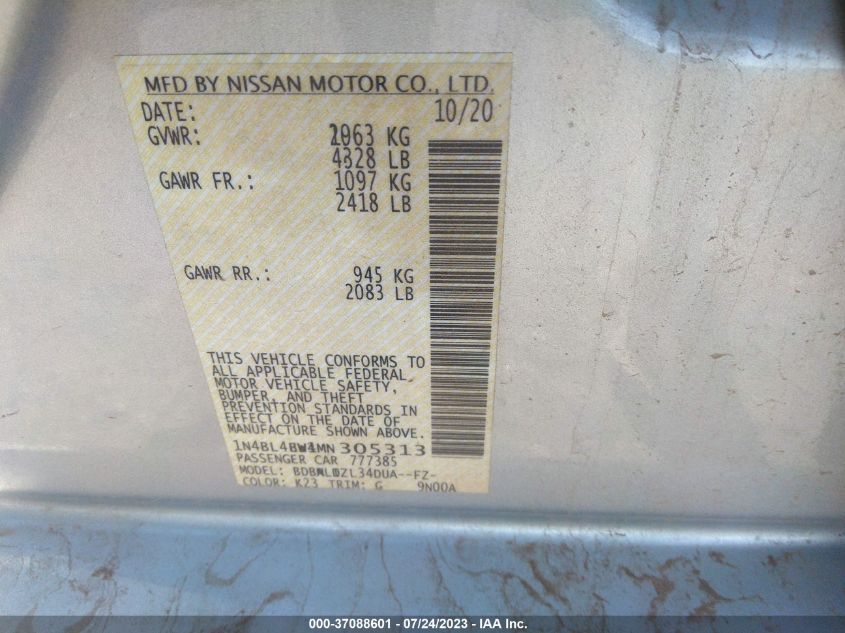 MFD BY NISSAN MOTOR CO., LTD.
DATE: 10/20
GVWR: KG
4328 LB
GAWR FR.: 1097 KG
2418 LB
GAWR RR.: 945 KG
2083 LB
THIS VEHICLE CONFORMS TO
ALL APPLICABLE FEDERAL
MOTOR VEHICLE SAFETY,
BUMPER, AND THEFT
PREVENTION STANDARDS IN
EFFECT ON THE DATE OF
MANUFACTURE SHOWN ABOVE.
305313
PASSENGER CAR 777385
MODEL:
COLOR: K23 TRIM: G 9N00A
000-37088601 / 07/24/2023 - IAA Inc.